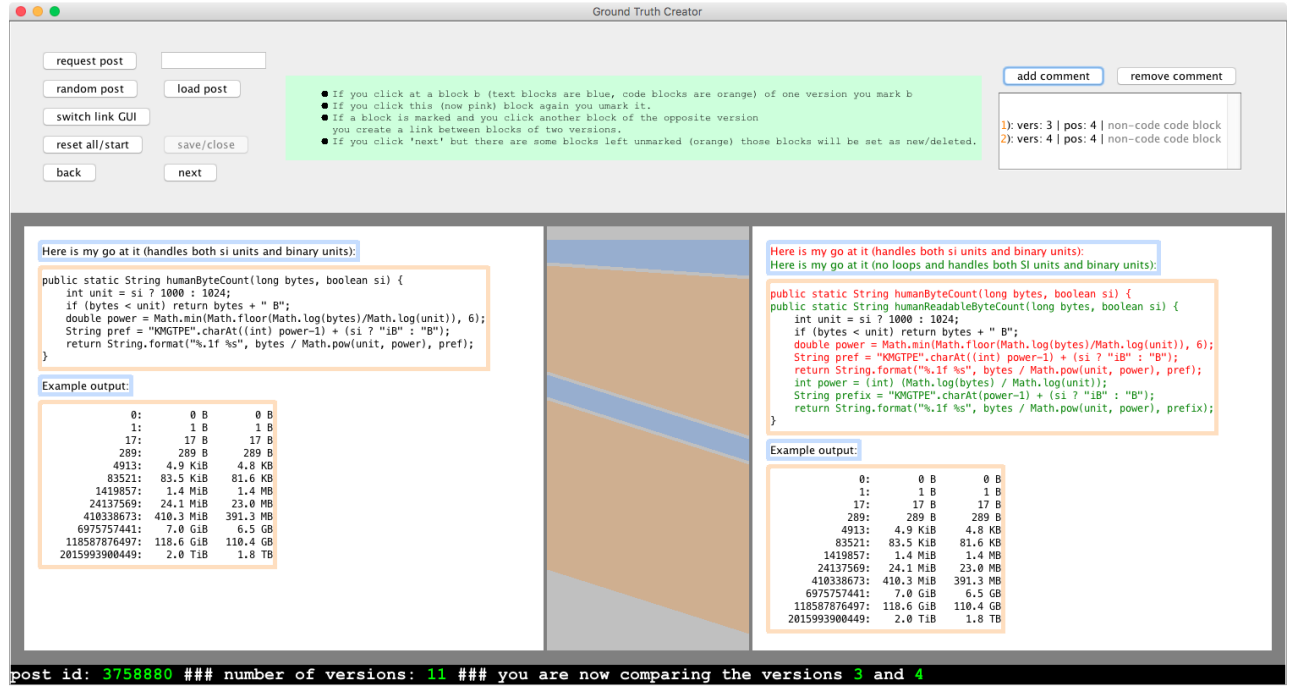 Ground Truth Creator
request post
random post
load post
switch link GUI
reset all/start
save/close
back
next
● If you click at a block b (text blocks are blue, code blocks are orange) of one version you mark b
● If you click this (now pink) block again you umark it.
● If a block is marked and you click another block of the opposite version
you create a link between blocks of two versions.
● If you click 'next' but there are some blocks left unmarked (orange) those blocks will be set as new/deleted.
add comment
remove comment
1): vers: 3 | pos: 4 | non-code code block
2): vers: 4 | pos: 4 | non-code code block
Here is my go at it (handles both si units and binary units):
public static String humanByteCount(long bytes, boolean si) {
    int unit = si ? 1000 : 1024;
    if (bytes < unit) return bytes + " B";
    double power = Math.min(Math.floor(Math.log(bytes)/Math.log(unit)), 6);
    String pref = "KMGTPE".charAt((int) power-1) + (si ? "iB" : "B");
    return String.format("%.1f %s", bytes / Math.pow(unit, power), pref);
}
Example output:
0: 0 B 0 B
1: 1 B 1 B
17: 17 B 17 B
289: 289 B 289 B
4913: 4.9 KiB 4.8 KB
83521: 83.5 KiB 81.6 KB
1419857: 1.4 MiB 1.4 MB
24137569: 24.1 MiB 23.0 MB
410338673: 410.3 MiB 391.3 MB
6975757441: 7.0 GiB 6.5 GB
118587876497: 118.6 GiB 110.4 GB
2015993900449: 2.0 TiB 1.8 TB
Here is my go at it (handles both si units and binary units):
Here is my go at it (no loops and handles both SI units and binary units):
public static String humanByteCount(long bytes, boolean si) {
public static String humanReadableByteCount(long bytes, boolean si) {
    int unit = si ? 1000 : 1024;
    if (bytes < unit) return bytes + " B";
    double power = Math.min(Math.floor(Math.log(bytes)/Math.log(unit)), 6);
    String pref = "KMGTPE".charAt((int) power-1) + (si ? "iB" : "B");
    return String.format("%.1f %s", bytes / Math.pow(unit, power), pref);
    int power = (int) (Math.log(bytes) / Math.log(unit));
    String prefix = "KMGTPE".charAt(power-1) + (si ? "iB" : "B");
    return String.format("%.1f %s", bytes / Math.pow(unit, power), prefix);
}
Example output:
0: 0 B 0 B
1: 1 B 1 B
17: 17 B 17 B
289: 289 B 289 B
4913: 4.9 KiB 4.8 KB
83521: 83.5 KiB 81.6 KB
1419857: 1.4 MiB 1.4 MB
24137569: 24.1 MiB 23.0 MB
410338673: 410.3 MiB 391.3 MB
6975757441: 7.0 GiB 6.5 GB
118587876497: 118.6 GiB 110.4 GB
2015993900449: 2.0 TiB 1.8 TB
post id: 3758880 ### number of versions: 11 ### you are now comparing the versions 3 and 4